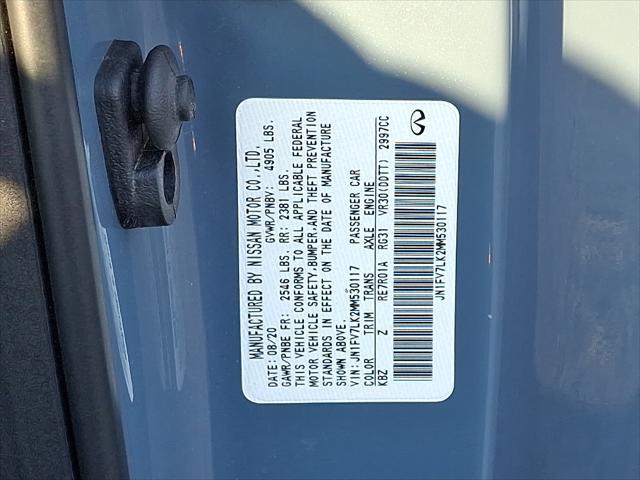 MANUFACTURED BY NISSAN MOTOR CO.,LTD.
DATE: 08/20 GVWR/PNBV: 4905 LBS.
GAWR/PNBE FR: 2546 LBS. RR: 2381 LBS.
THIS VEHICLE CONFORMS TO ALL APPLICABLE FEDERAL
MOTOR VEHICLE SAFETY,BUMPER,AND THEFT PREVENTION
STANDARDS IN EFFECT ON THE DATE OF MANUFACTURE
SHOWN ABOVE.
VIN: JN1FV7LK2MM530117 PASSENGER CAR
COLOR TRIM TRANS AXLE ENGINE
KBZ Z RE7R01A RG31 VR30(DDTT) 2997CC
JN1FV7LK2MM530117